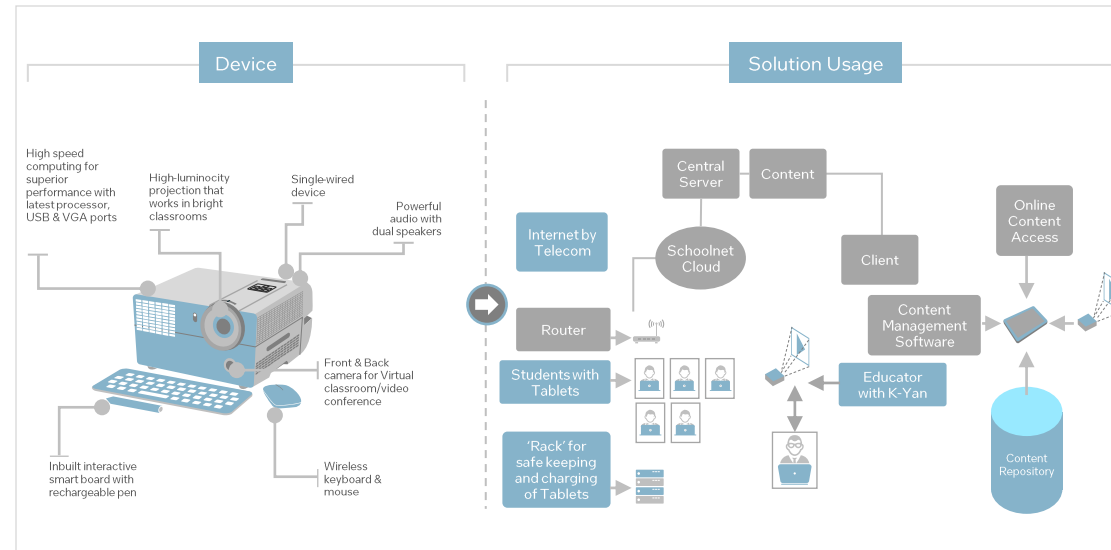 Device
Solution Usage
High speed
computing for
superior
performance with
latest processor,
USB & VGA ports
High-luminocity
projection that
works in bright
classrooms
Single-wired
device
Powerful
audio with
dual speakers
Front & Back
camera for Virtual
classroom/video
conference
Inbuilt interactive
smart board with
rechargeable pen
Wireless
keyboard &
mouse
Central
Server
Content
Internet by
Telecom
Schoolnet
Cloud
Client
Online
Content
Access
Router
Content
Management
Software
Students with
Tablets
Educator
with K-Yan
'Rack' for
safe keeping
and charging
of Tablets
Content
Repository